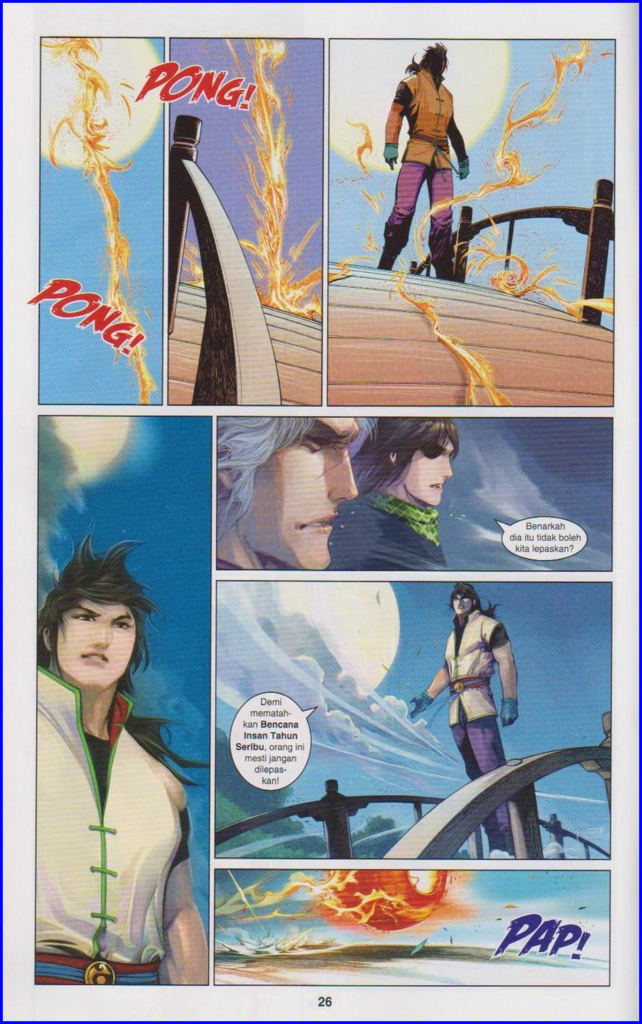 PONG!
PONG!
Benarkah
dia itu tidak boleh
kita lepaskan?
Demi
mematah-
kan Bencana
Insan Tahun
Seribu, orang ini
mesti jangan
dilepas-
kan!
PAP!
26